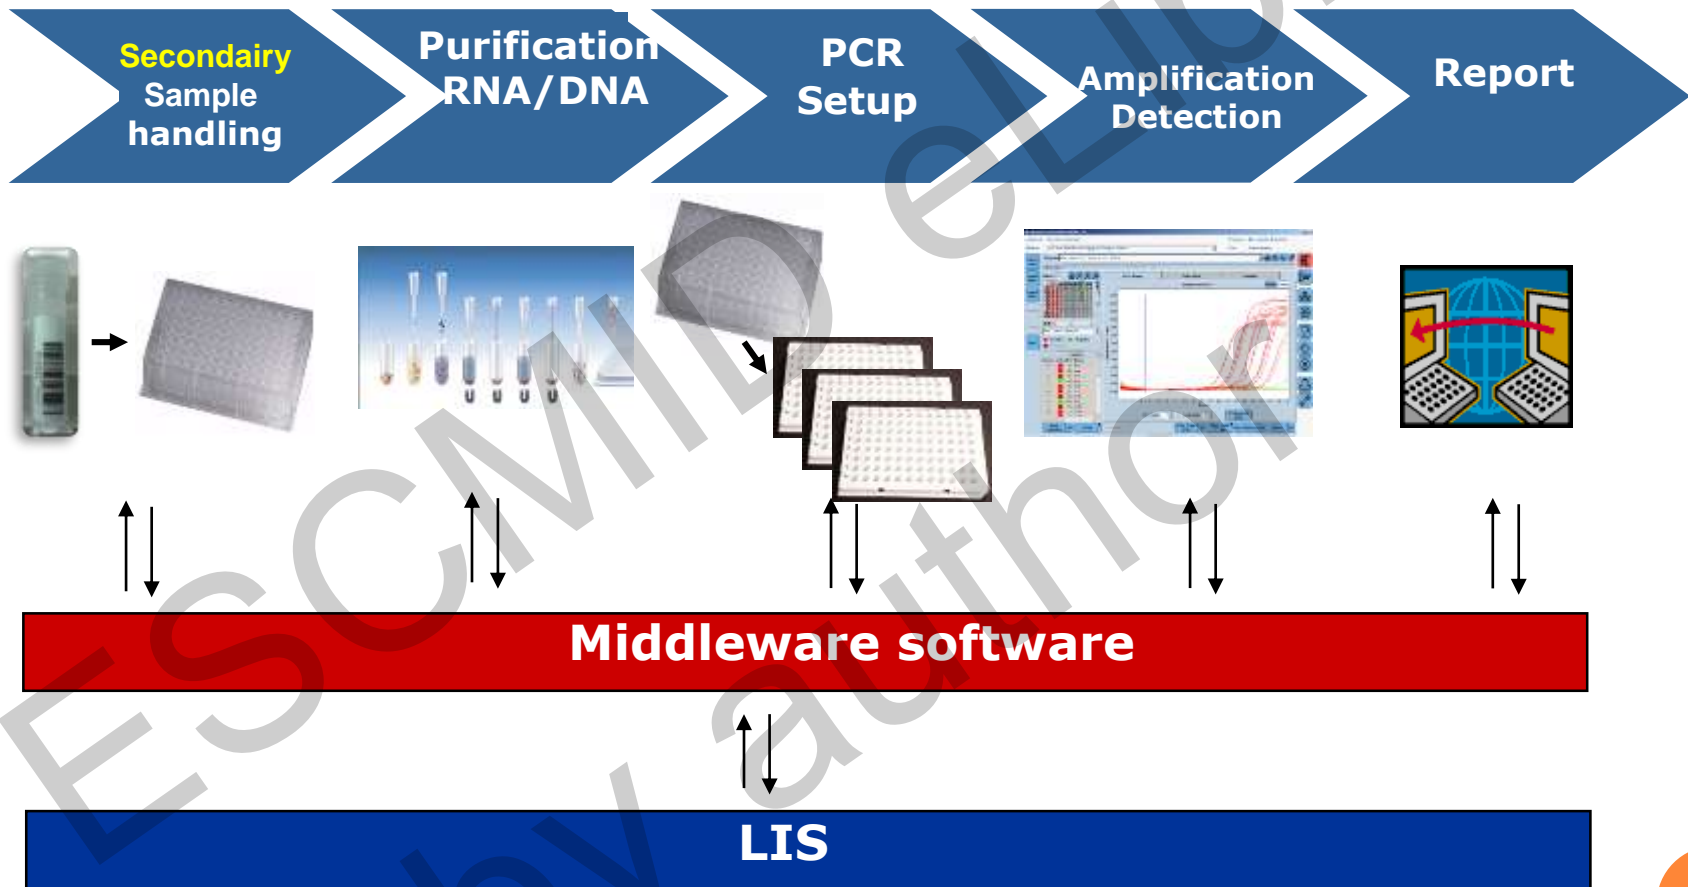 Secondairy
Sample
handling
Purification
RNA/DNA
PCR
Setup
Amplification
Detection
Report
Middleware software
LIS
ESCMID eLib
by author